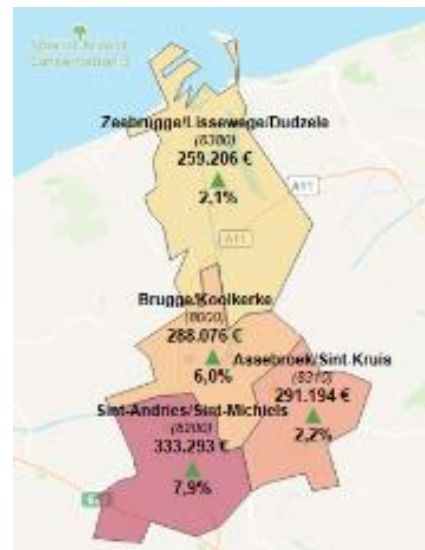 Zeebrugge/Lissewege/Dudzele
(8380)
259.206 €
2,1%
A11
A11
Brugge/Koolkerke
(8000)
288.076 €
6,0%
Assebroek/Sint-Kruis
(8310)
291.194 €
2,2%
Sint-Andries/Sint-Michiels
(8200)
333.293 €
7,9%